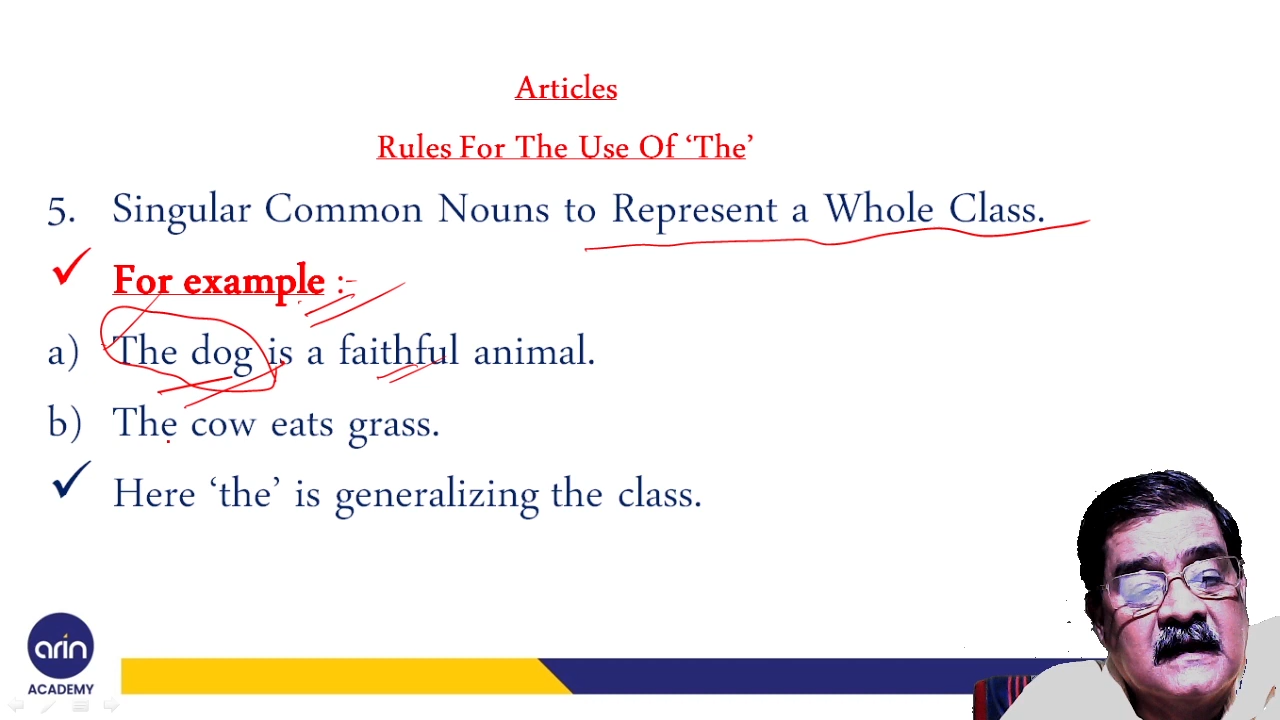 Articles
Rules For The Use Of ‘The’
5. Singular Common Nouns to Represent a Whole Class.
✓ For example :-
a) The dog is a faithful animal.
b) The cow eats grass.
✓ Here ‘the’ is generalizing the class.
arin
ACADEMY